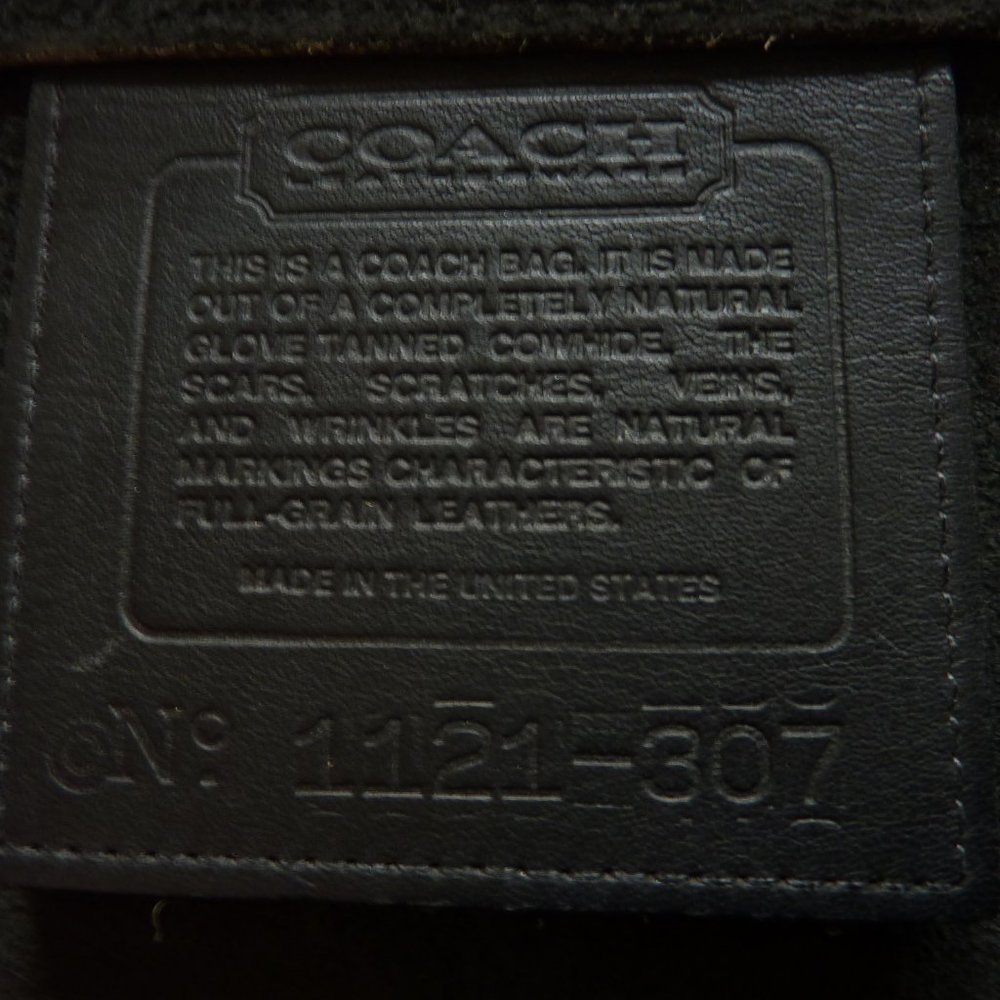 COACH
LEATHERWARE
THIS IS A COACH BAG. IT IS MADE
OUT OF A COMPLETELY NATURAL
GLOVE TANNED COWHIDE. THE
SCARS, SCRATCHES, VEINS,
AND WRINKLES ARE NATURAL
MARKINGS CHARACTERISTIC OF
FULL-GRAIN LEATHERS.
MADE IN THE UNITED STATES
No 1121-307